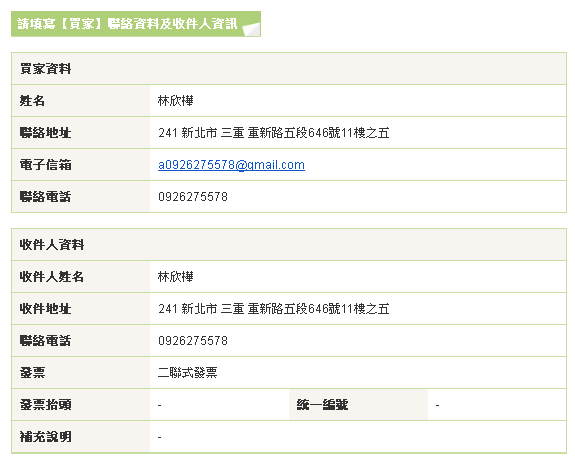 請填寫【買家】聯絡資料及收件人資訊
買家資料
姓名 林欣樺
聯絡地址 241 新北市 三重 重新路五段646號11樓之五
電子信箱 a0926275578@gmail.com
聯絡電話 0926275578
收件人資料
收件人姓名 林欣樺
收件地址 241 新北市 三重 重新路五段646號11樓之五
聯絡電話 0926275578
發票 二聯式發票
發票抬頭 - 統一編號 -
補充說明 -